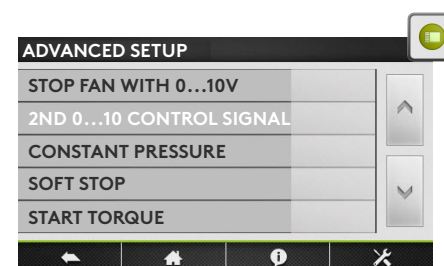 ADVANCED SETUP
STOP FAN WITH 0...10V
2ND 0...10 CONTROL SIGNAL
CONSTANT PRESSURE
SOFT STOP
START TORQUE